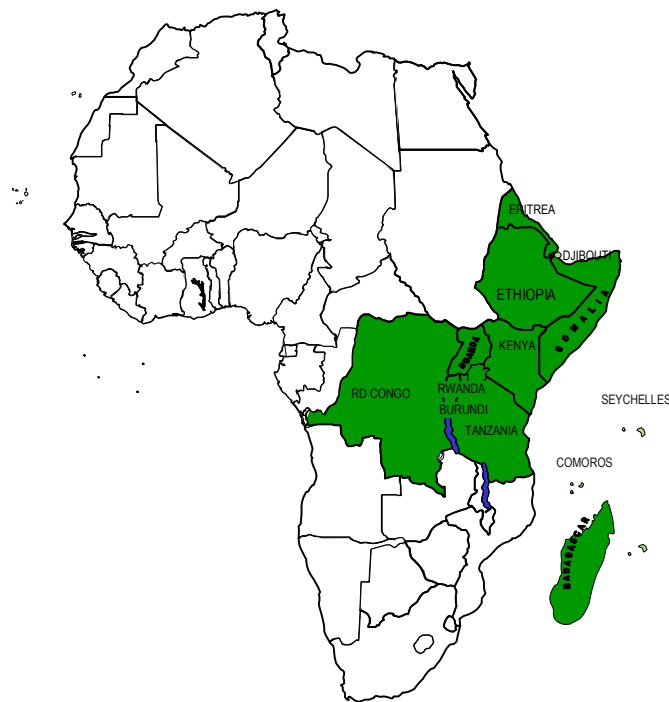 ERITREA
DJIBOUTI
ETHIOPIA
SOMALIA
KENYA
UGANDA
RD CONGO
RWANDA
BURUNDI
TANZANIA
SEYCHELLES
COMOROS
MADAGASCAR